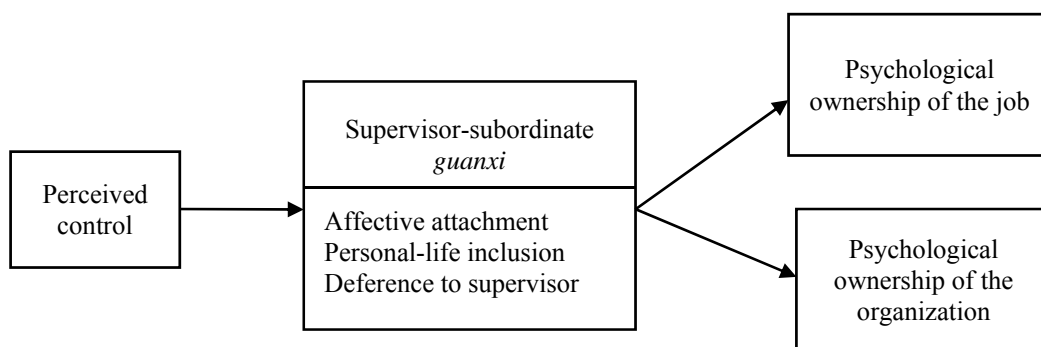 Perceived
control
Supervisor-subordinate
guanxi
Affective attachment
Personal-life inclusion
Deference to supervisor
Psychological
ownership of the job
Psychological
ownership of the
organization